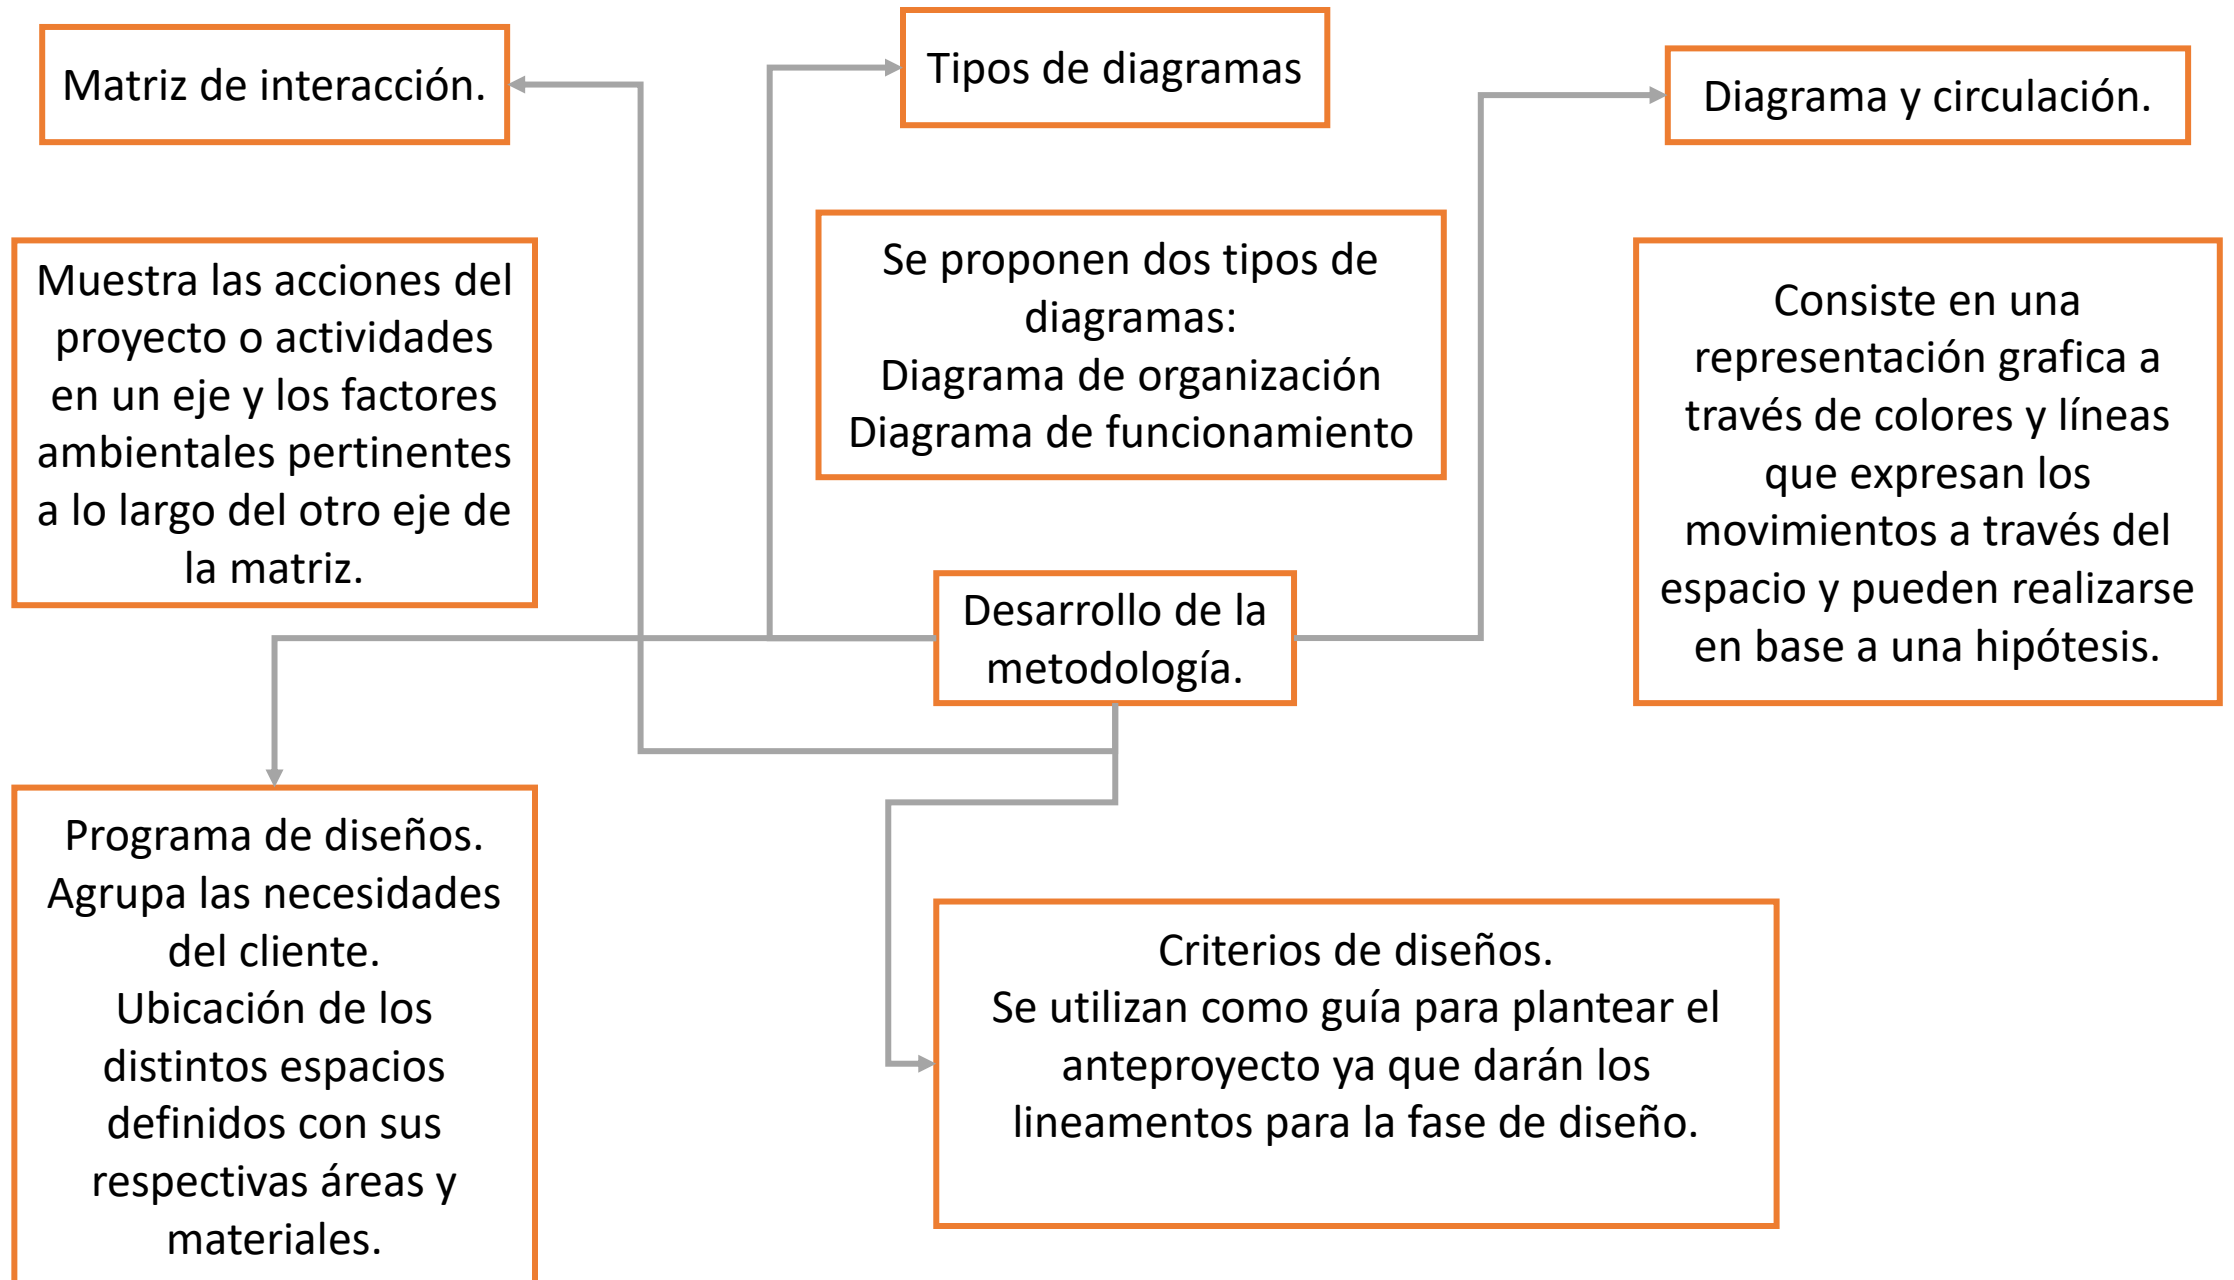 Matriz de interacción.
Tipos de diagramas
Diagrama y circulación.
Muestra las acciones del
proyecto o actividades
en un eje y los factores
ambientales pertinentes
a lo largo del otro eje de
la matriz.
Se proponen dos tipos de
diagramas:
Diagrama de organización
Diagrama de funcionamiento
Consiste en una
representación grafica a
través de colores y líneas
que expresan los
movimientos a través del
espacio y pueden realizarse
en base a una hipótesis.
Desarrollo de la
metodología.
Programa de diseños.
Agrupa las necesidades
del cliente.
Ubicación de los
distintos espacios
definidos con sus
respectivas áreas y
materiales.
Criterios de diseños.
Se utilizan como guía para plantear el
anteproyecto ya que darán los
lineamentos para la fase de diseño.